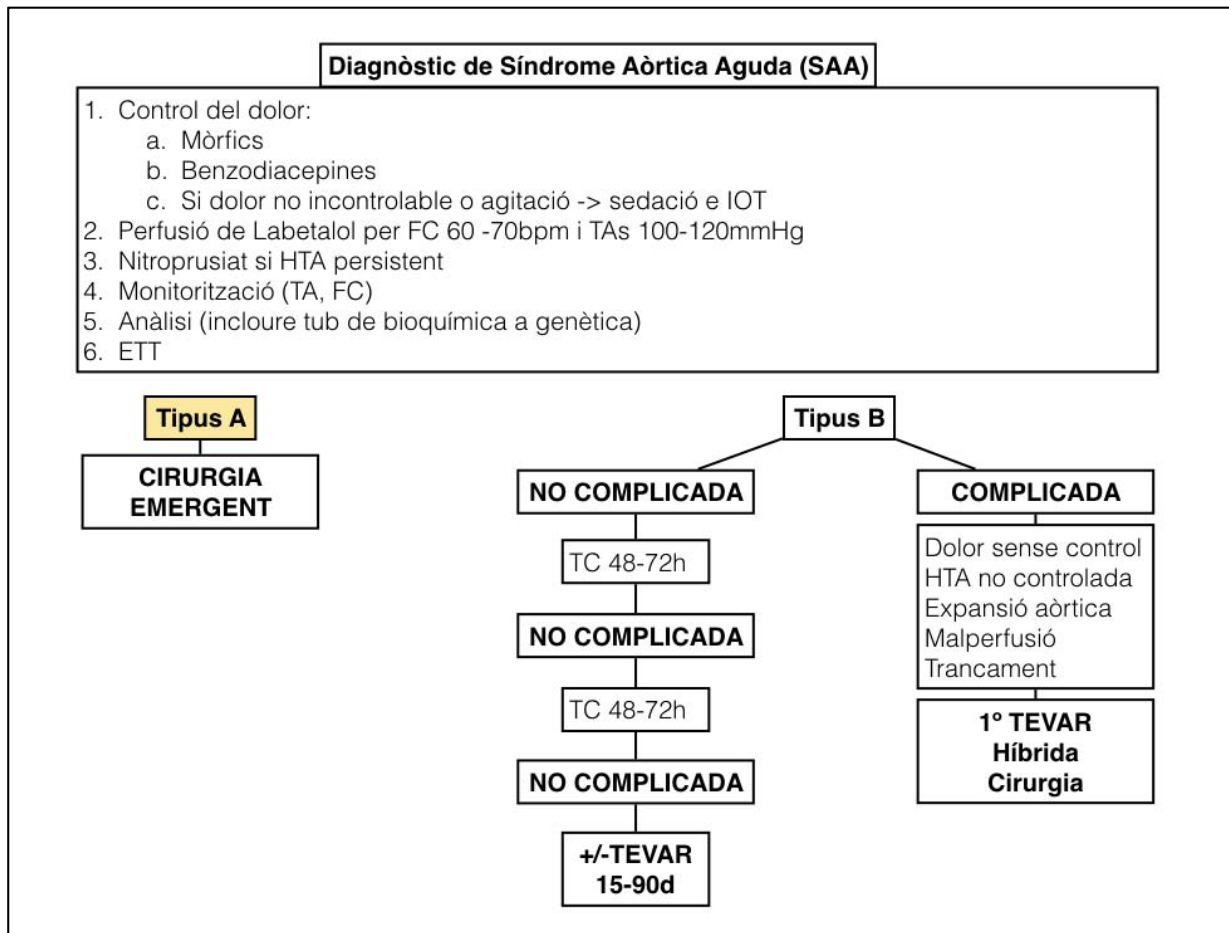 Diagnòstic de Síndrome Aòrtica Aguda (SAA)
1. Control del dolor:
a. Mòrfics
b. Benzodiacepines
c. Si dolor no incontrolable o agitació -> sedació e IOT
2. Perfusió de Labetalol per FC 60 -70bpm i TAs 100-120mmHg
3. Nitroprusiat si HTA persistent
4. Monitorització (TA, FC)
5. Anàlisi (incloure tub de bioquímica a genètica)
6. ETT
Tipus A
CIRURGIA
EMERGENT
Tipus B
NO COMPLICADA
TC 48-72h
NO COMPLICADA
TC 48-72h
NO COMPLICADA
+/-TEVAR
15-90d
COMPLICADA
Dolor sense control
HTA no controlada
Expansió aòrtica
Malperfusió
Trancament
1º TEVAR
Híbrida
Cirurgia